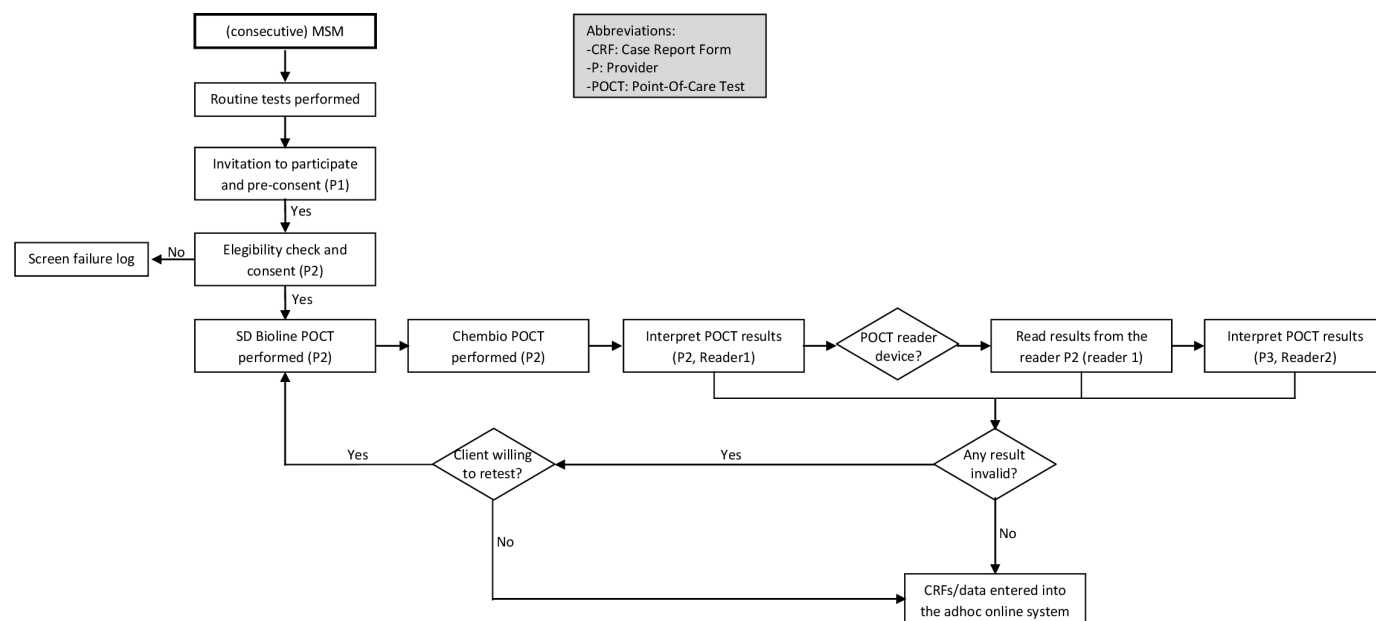 (consecutive) MSM
Abbreviations:
-CRF: Case Report Form
-P: Provider
-POCT: Point-Of-Care Test
Routine tests performed
Invitation to participate
and pre-consent (P1)
Yes
Elegibility check and
consent (P2)
No
Screen failure log
Yes
SD Bioline POCT
performed (P2)
Chembio POCT
performed (P2)
Interpret POCT results
(P2, Reader1)
POCT reader
device?
Read results from the
reader P2 (reader 1)
Interpret POCT results
(P3, Reader2)
Any result
invalid?
Yes
Client willing
to retest?
Yes
No
No
CRFs/data entered into
the adhoc online system